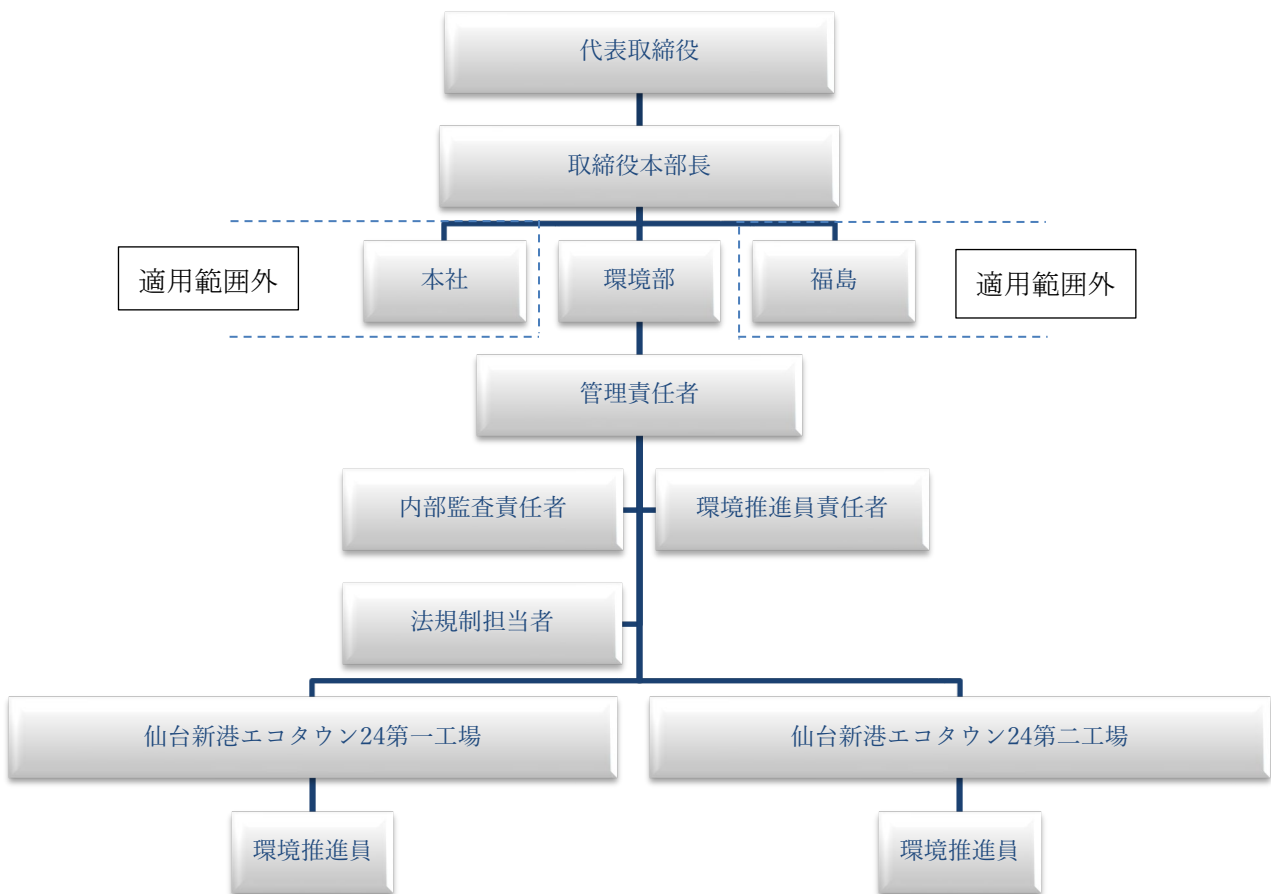 代表取締役
取締役本部長
適用範囲外
本社
環境部
福島
適用範囲外
管理責任者
内部監査責任者
環境推進員責任者
法規制担当者
仙台新港エコタウン24第一工場
仙台新港エコタウン24第二工場
環境推進員
環境推進員